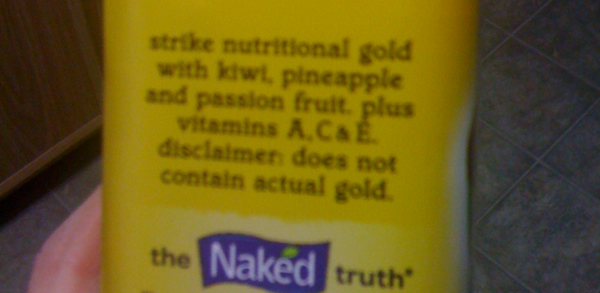 strike nutritional gold
with kiwi, pineapple
and passion fruit. plus
vitamins A, C & E.
disclaimer: does not
contain actual gold.
the Naked truth*